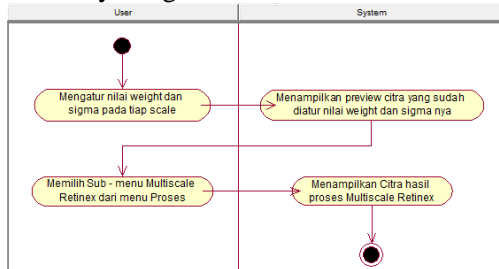 User
System
Mengatur nilai weight dan
sigma pada tiap scale
Menampilkan preview citra yang sudah
diatur nilai weight dan sigma nya
Memilih Sub - menu Multiscale
Retinex dari menu Proses
Menampilkan Citra hasil
proses Multiscale Retinex